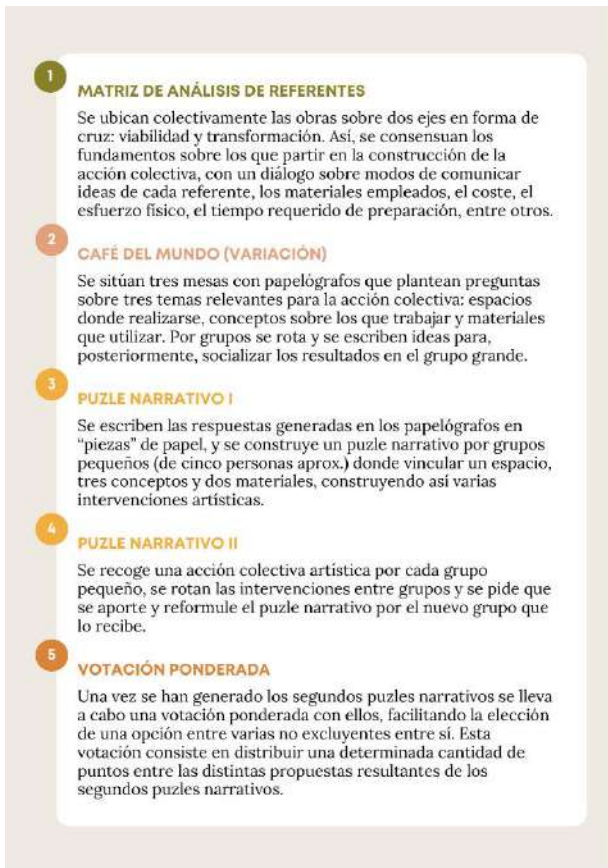 1
MATRIZ DE ANÁLISIS DE REFERENTES
Se ubican colectivamente las obras sobre dos ejes en forma de
cruz: viabilidad y transformación. Así, se consensuan los
fundamentos sobre los que partir en la construcción de la
acción colectiva, con un diálogo sobre modos de comunicar
ideas de cada referente, los materiales empleados, el coste, el
esfuerzo físico, el tiempo requerido de preparación, entre otros.
2
CAFÉ DEL MUNDO (VARIACIÓN)
Se sitúan tres mesas con papelógrafos que plantean preguntas
sobre tres temas relevantes para la acción colectiva: espacios
donde realizarse, conceptos sobre los que trabajar y materiales
que utilizar. Por grupos se rota y se escriben ideas para,
posteriormente, socializar los resultados en el grupo grande.
3
PUZLE NARRATIVO I
Se escriben las respuestas generadas en los papelógrafos en
“piezas” de papel, y se construye un puzle narrativo por grupos
pequeños (de cinco personas aprox.) donde vincular un espacio,
tres conceptos y dos materiales, construyendo así varias
intervenciones artísticas.
4
PUZLE NARRATIVO II
Se recoge una acción colectiva artística por cada grupo
pequeño, se rotan las intervenciones entre grupos y se pide que
se aporte y reformule el puzle narrativo por el nuevo grupo que
lo recibe.
5
VOTACIÓN PONDERADA
Una vez se han generado los segundos puzles narrativos se lleva
a cabo una votación ponderada con ellos, facilitando la elección
de una opción entre varias no excluyentes entre sí. Esta
votación consiste en distribuir una determinada cantidad de
puntos entre las distintas propuestas resultantes de los
segundos puzles narrativos.